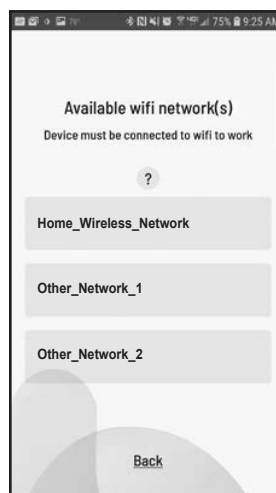 76° 75% 9:25 AM
Available wifi network(s)
Device must be connected to wifi to work
?
Home_Wireless_Network
Other_Network_1
Other_Network_2
Back